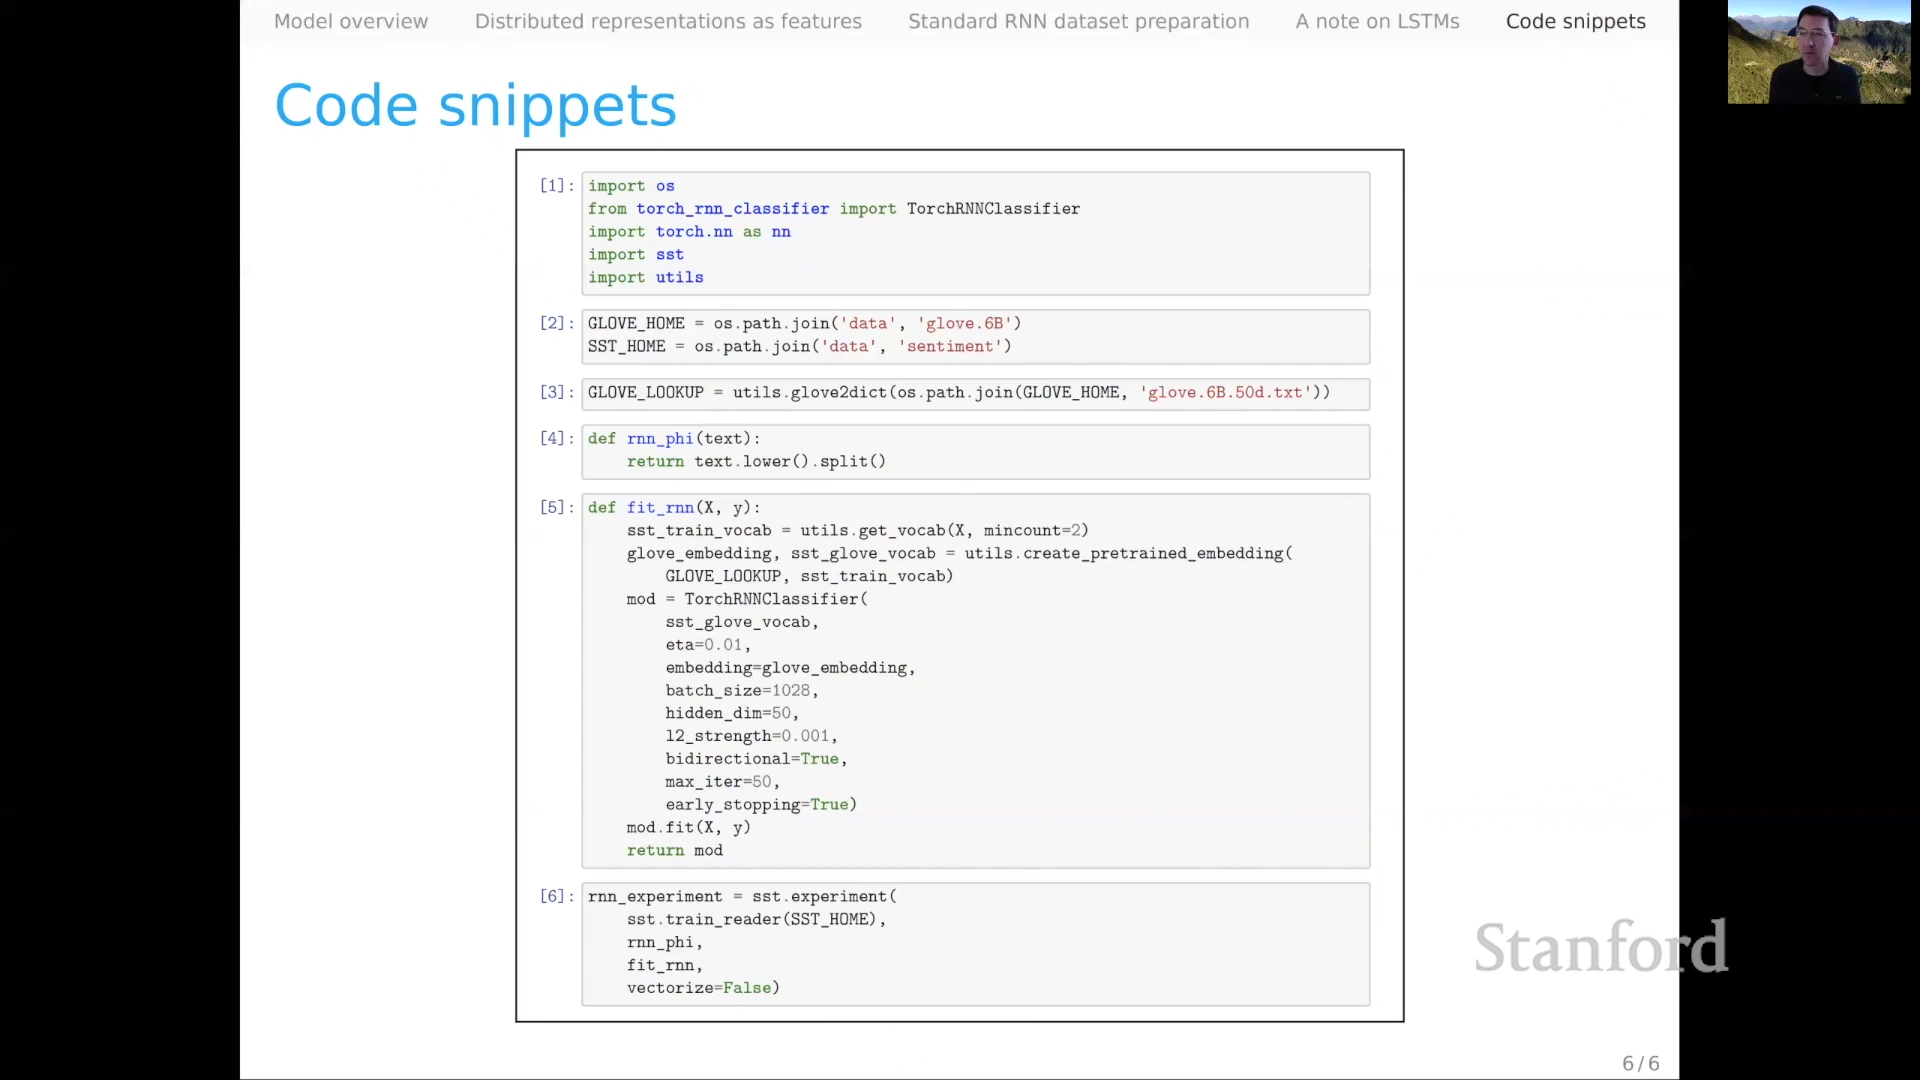 Model overview Distributed representations as features Standard RNN dataset preparation A note on LSTMs Code snippets
Code snippets
[1]: import os
from torch_rnn_classifier import TorchRNNClassifier
import torch.nn as nn
import sst
import utils
[2]: GLOVE_HOME = os.path.join('data', 'glove.6B')
SST_HOME = os.path.join('data', 'sentiment')
[3]: GLOVE_LOOKUP = utils.glove2dict(os.path.join(GLOVE_HOME, 'glove.6B.50d.txt'))
[4]: def rnn_phi(text):
    return text.lower().split()
[5]: def fit_rnn(X, y):
    sst_train_vocab = utils.get_vocab(X, mincount=2)
    glove_embedding, sst_glove_vocab = utils.create_pretrained_embedding(
        GLOVE_LOOKUP, sst_train_vocab)
    mod = TorchRNNClassifier(
        sst_glove_vocab,
        eta=0.01,
        embedding=glove_embedding,
        batch_size=1028,
        hidden_dim=50,
        l2_strength=0.001,
        bidirectional=True,
        max_iter=50,
        early_stopping=True)
    mod.fit(X, y)
    return mod
[6]: rnn_experiment = sst.experiment(
    sst.train_reader(SST_HOME),
    rnn_phi,
    fit_rnn,
    vectorize=False)
Stanford
6/6